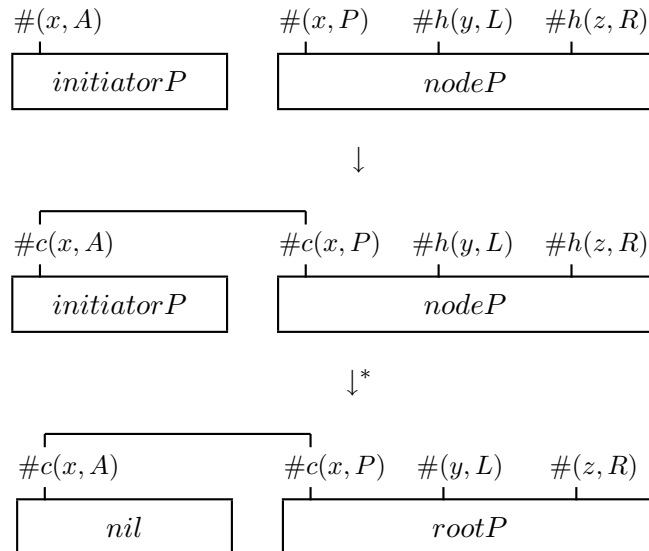 #(x, A) #(x, P) #h(y, L) #h(z, R)
initiatorP nodeP
↓
#c(x, A) #c(x, P) #h(y, L) #h(z, R)
initiatorP nodeP
↓*
#c(x, A) #c(x, P) #(y, L) #(z, R)
nil rootP